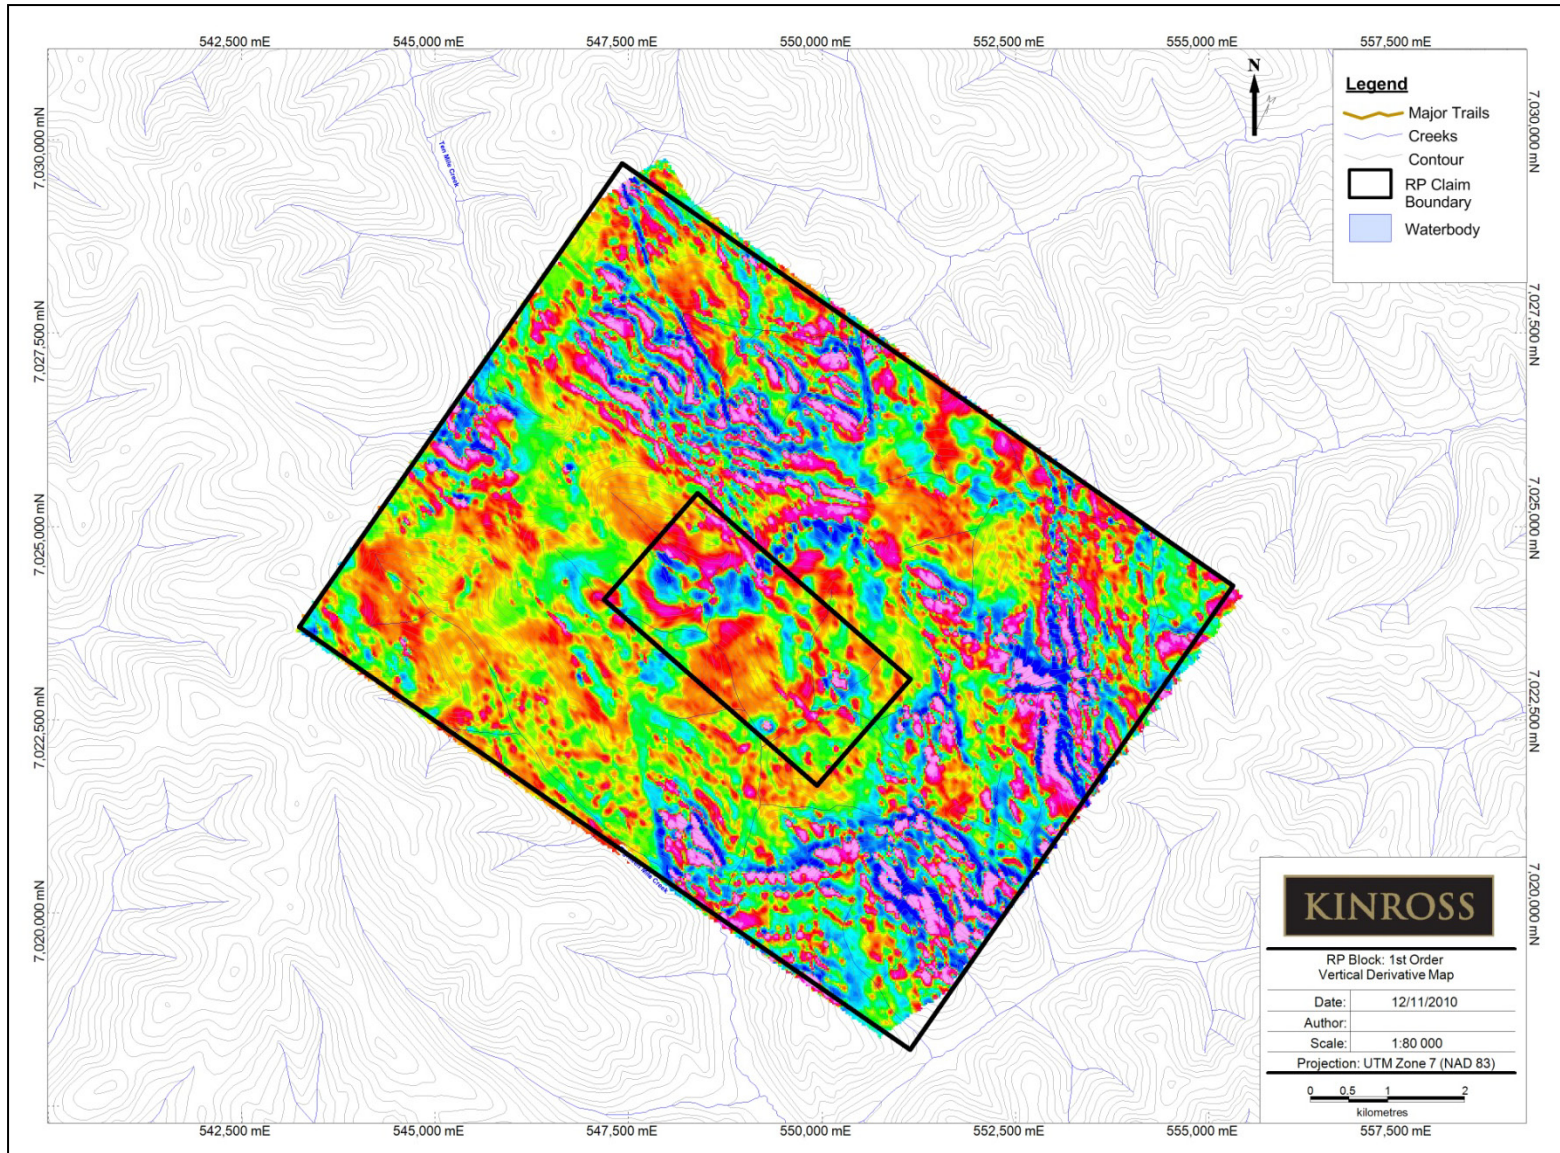 542,500 mE 545,000 mE 547,500 mE 550,000 mE 552,500 mE 555,000 mE 557,500 mE
7,030,000 mN
7,027,500 mN
7,025,000 mN
7,022,500 mN
7,020,000 mN
Ten Mile Creek
N
Legend
Major Trails
Creeks
Contour
RP Claim
Boundary
Waterbody
7,030,000 mN
7,027,500 mN
7,025,000 mN
7,022,500 mN
7,020,000 mN
Mile Creek
KINROSS
RP Block: 1st Order
Vertical Derivative Map
Date: 12/11/2010
Author:
Scale: 1:80 000
Projection: UTM Zone 7 (NAD 83)
0 0.5 1 2
kilometres
542,500 mE 545,000 mE 547,500 mE 550,000 mE 552,500 mE 555,000 mE 557,500 mE